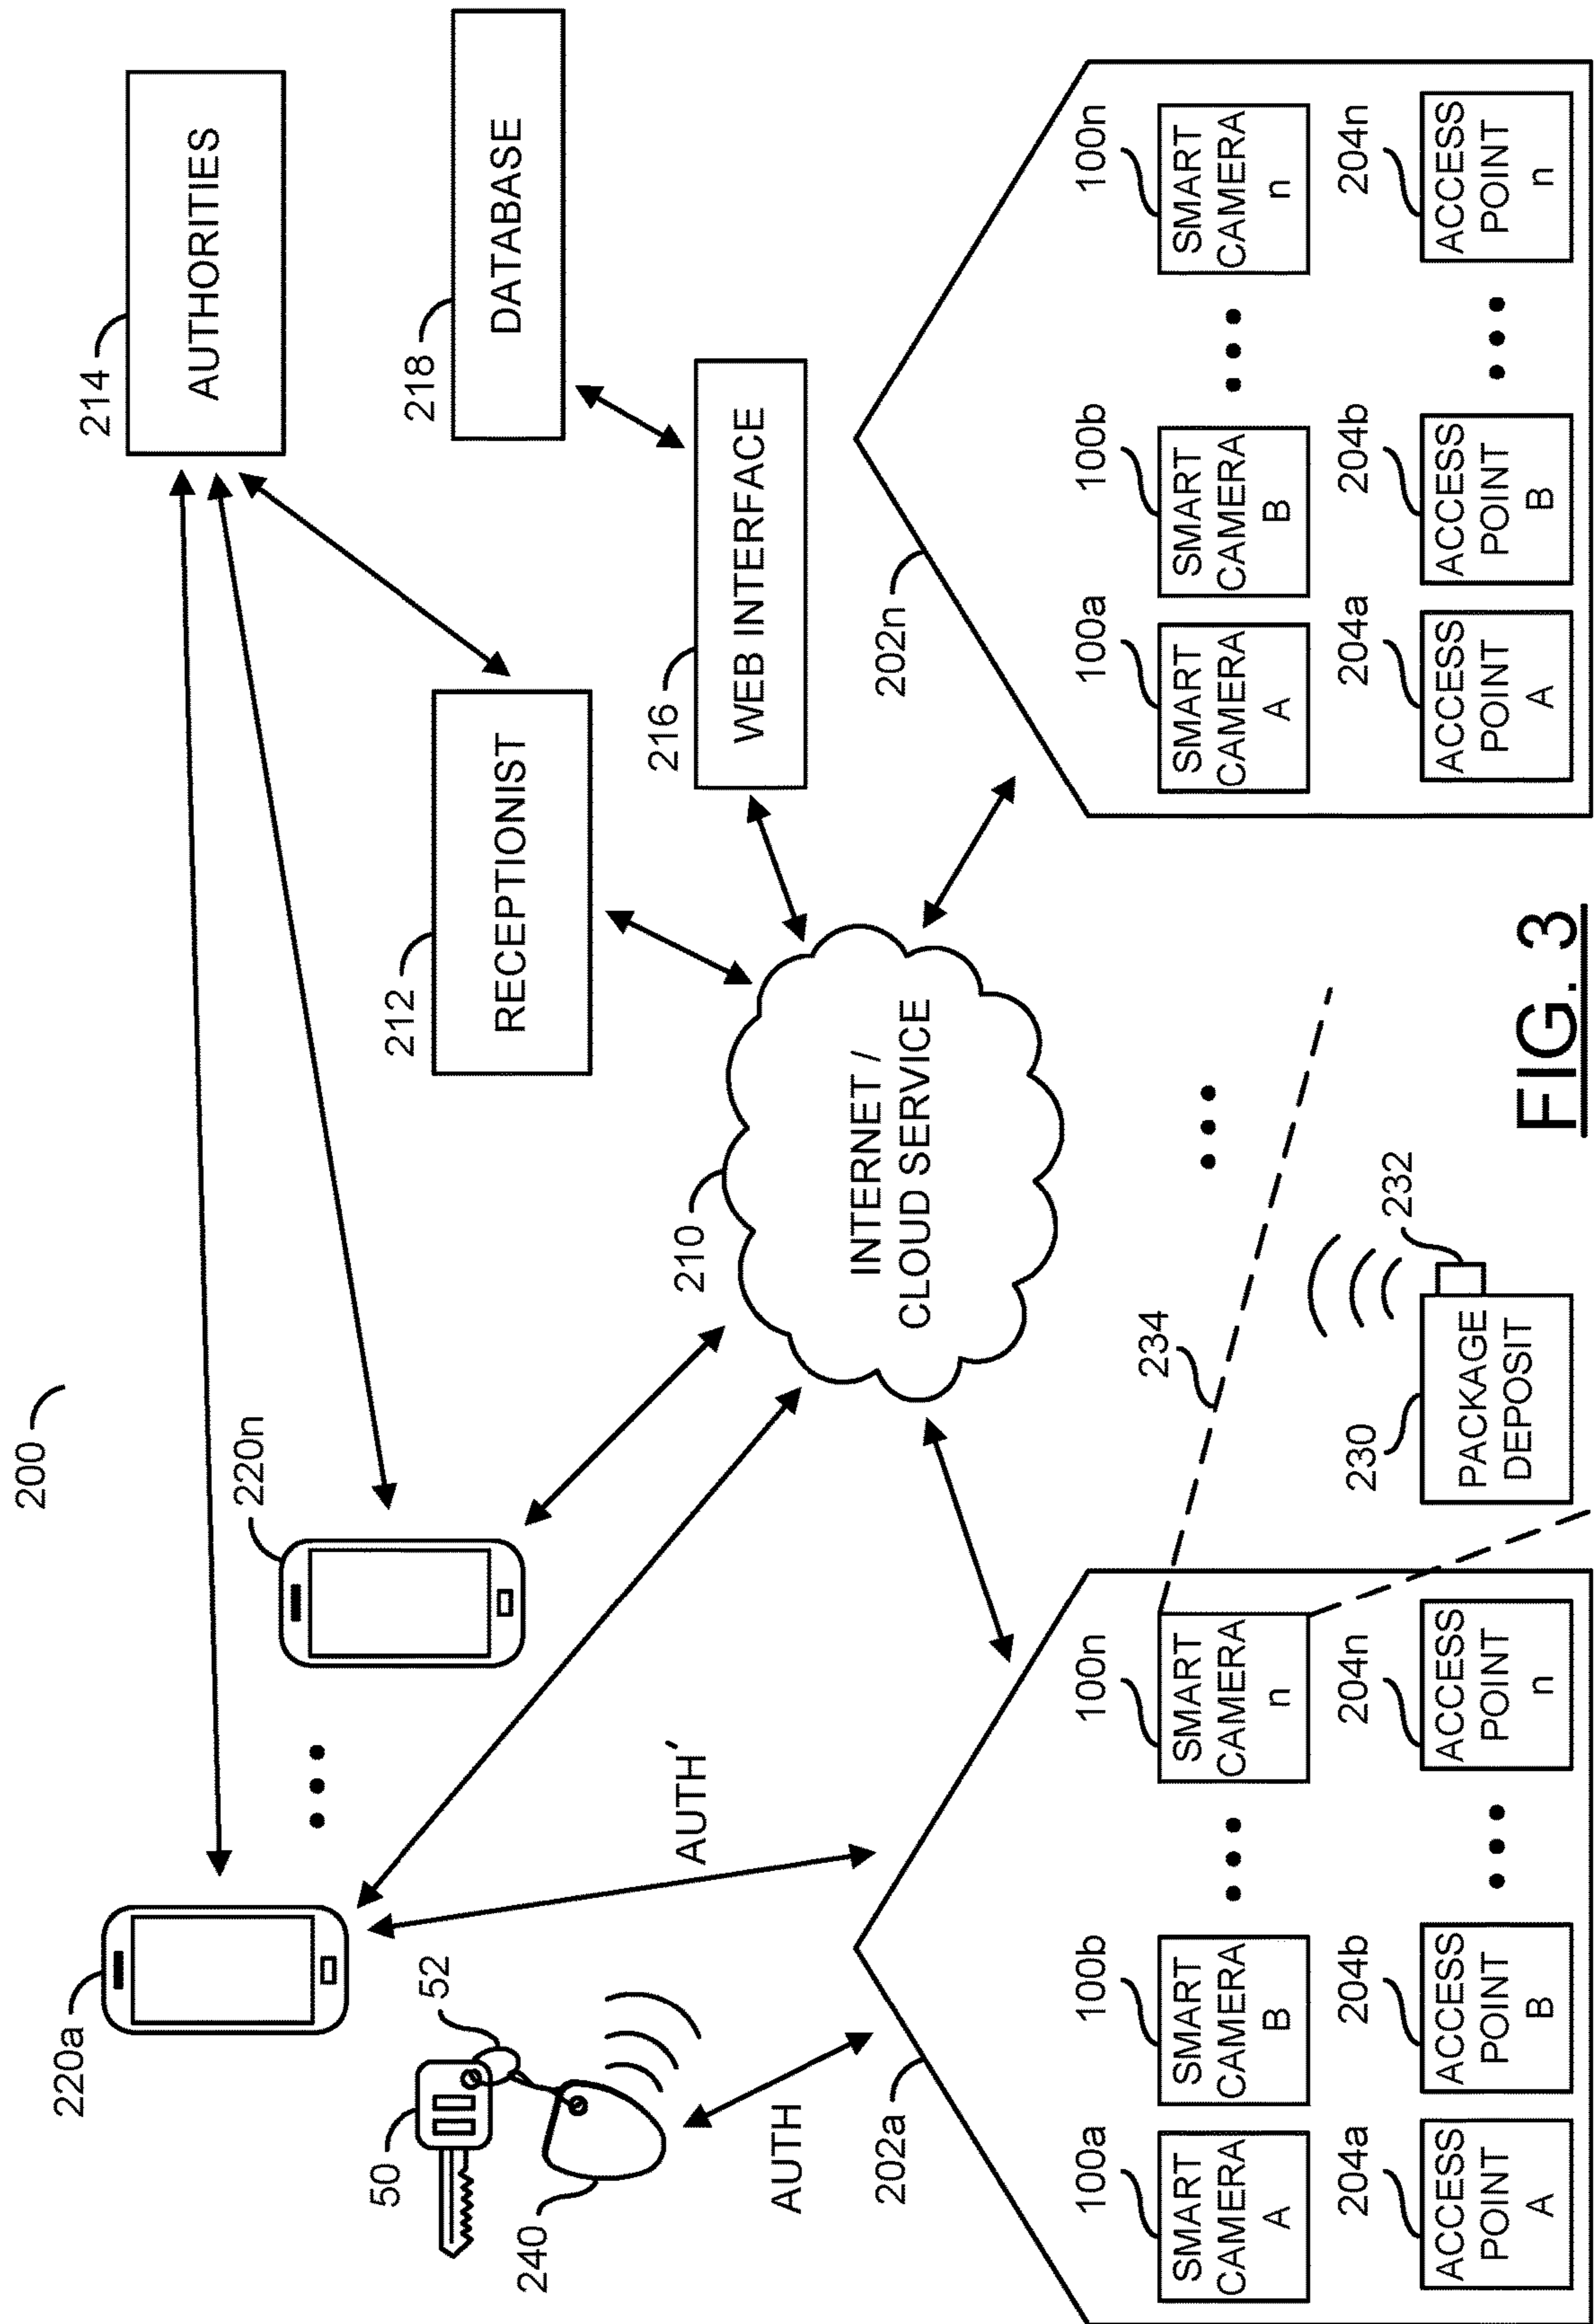 200
220a
220n
214
AUTHORITIES
218
DATABASE
50
52
240
212
RECEPTIONIST
216
WEB INTERFACE
AUTH
AUTH´
210
INTERNET /
CLOUD SERVICE
202a
100a
SMART
CAMERA
A
100b
SMART
CAMERA
B
100n
SMART
CAMERA
n
204a
ACCESS
POINT
A
204b
ACCESS
POINT
B
204n
ACCESS
POINT
n
234
230
PACKAGE
DEPOSIT
232
202n
100a
SMART
CAMERA
A
100b
SMART
CAMERA
B
100n
SMART
CAMERA
n
204a
ACCESS
POINT
A
204b
ACCESS
POINT
B
204n
ACCESS
POINT
n
FIG. 3